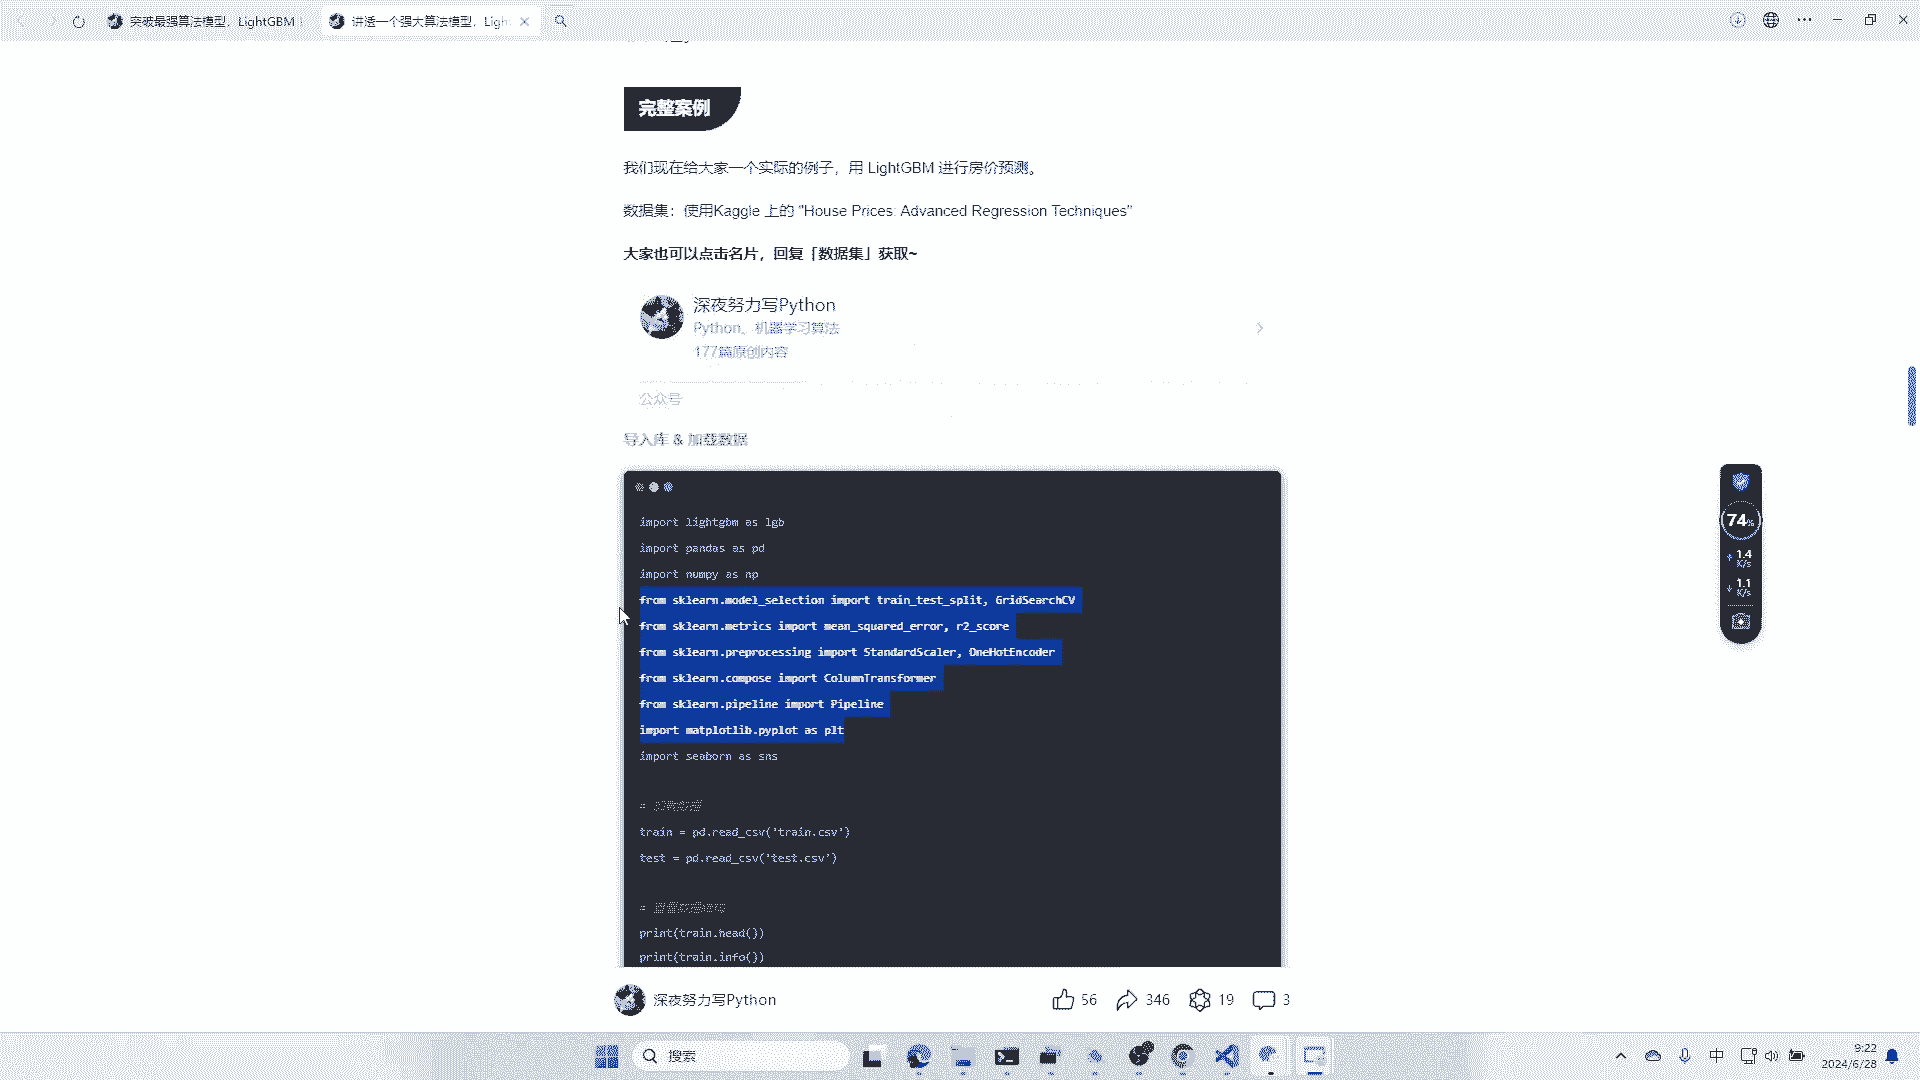 突破最强算法模型，LightGBM！
讲透一个强大算法模型，Ligh
完整案例
我们现在给大家一个实际的例子，用 LightGBM 进行房价预测。
数据集：使用Kaggle 上的 "House Prices: Advanced Regression Techniques"
大家也可以点击名片，回复「数据集」获取~
深夜努力写Python
Python、机器学习算法
177篇原创内容
公众号
导入库 & 加载数据
import lightgbm as lgb
import pandas as pd
import numpy as np
from sklearn.model_selection import train_test_split, GridSearchCV
from sklearn.metrics import mean_squared_error, r2_score
from sklearn.preprocessing import StandardScaler, OneHotEncoder
from sklearn.compose import ColumnTransformer
from sklearn.pipeline import Pipeline
import matplotlib.pyplot as plt
import seaborn as sns
train = pd.read_csv('train.csv')
test = pd.read_csv('test.csv')
print(train.head())
print(train.info())
74%
1.4
K/s
1.1
K/s
深夜努力写Python
56
346
19
3
搜索
中
9:22
2024/6/28